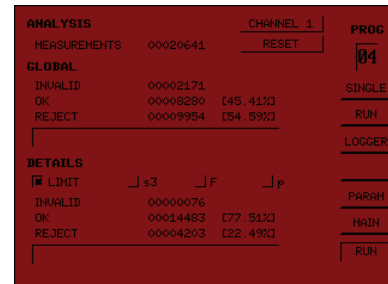 ANALYSIS
CHANNEL 1
PROG
MEASUREMENTS 00020641
RESET
04
GLOBAL
INVALID 00002171
SINGLE
OK 00008280 [45.41%]
REJECT 00009954 [54.59%]
RUN
LOGGER
DETAILS
LIMIT s3 F p
INVALID 00000076
PARAM
OK 00014483 [77.51%]
MAIN
REJECT 00004203 [22.49%]
RUN